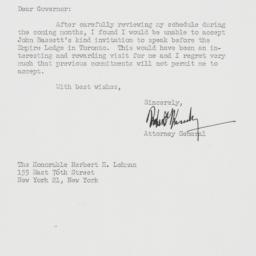 Dear Governor:
After carefully reviewing my schedule during
the coming months, I found I would be unable to accept
John Bassett's kind invitation to speak before the
Empire Lodge in Toronto. This would have been an in-
teresting and rewarding visit for me and I regret very
much that previous commitments will not permit me to
accept.
With best wishes,
Sincerely,
Attorney General
The Honorable Herbert H. Lehman
135 East 76th Street
New York 21, New York